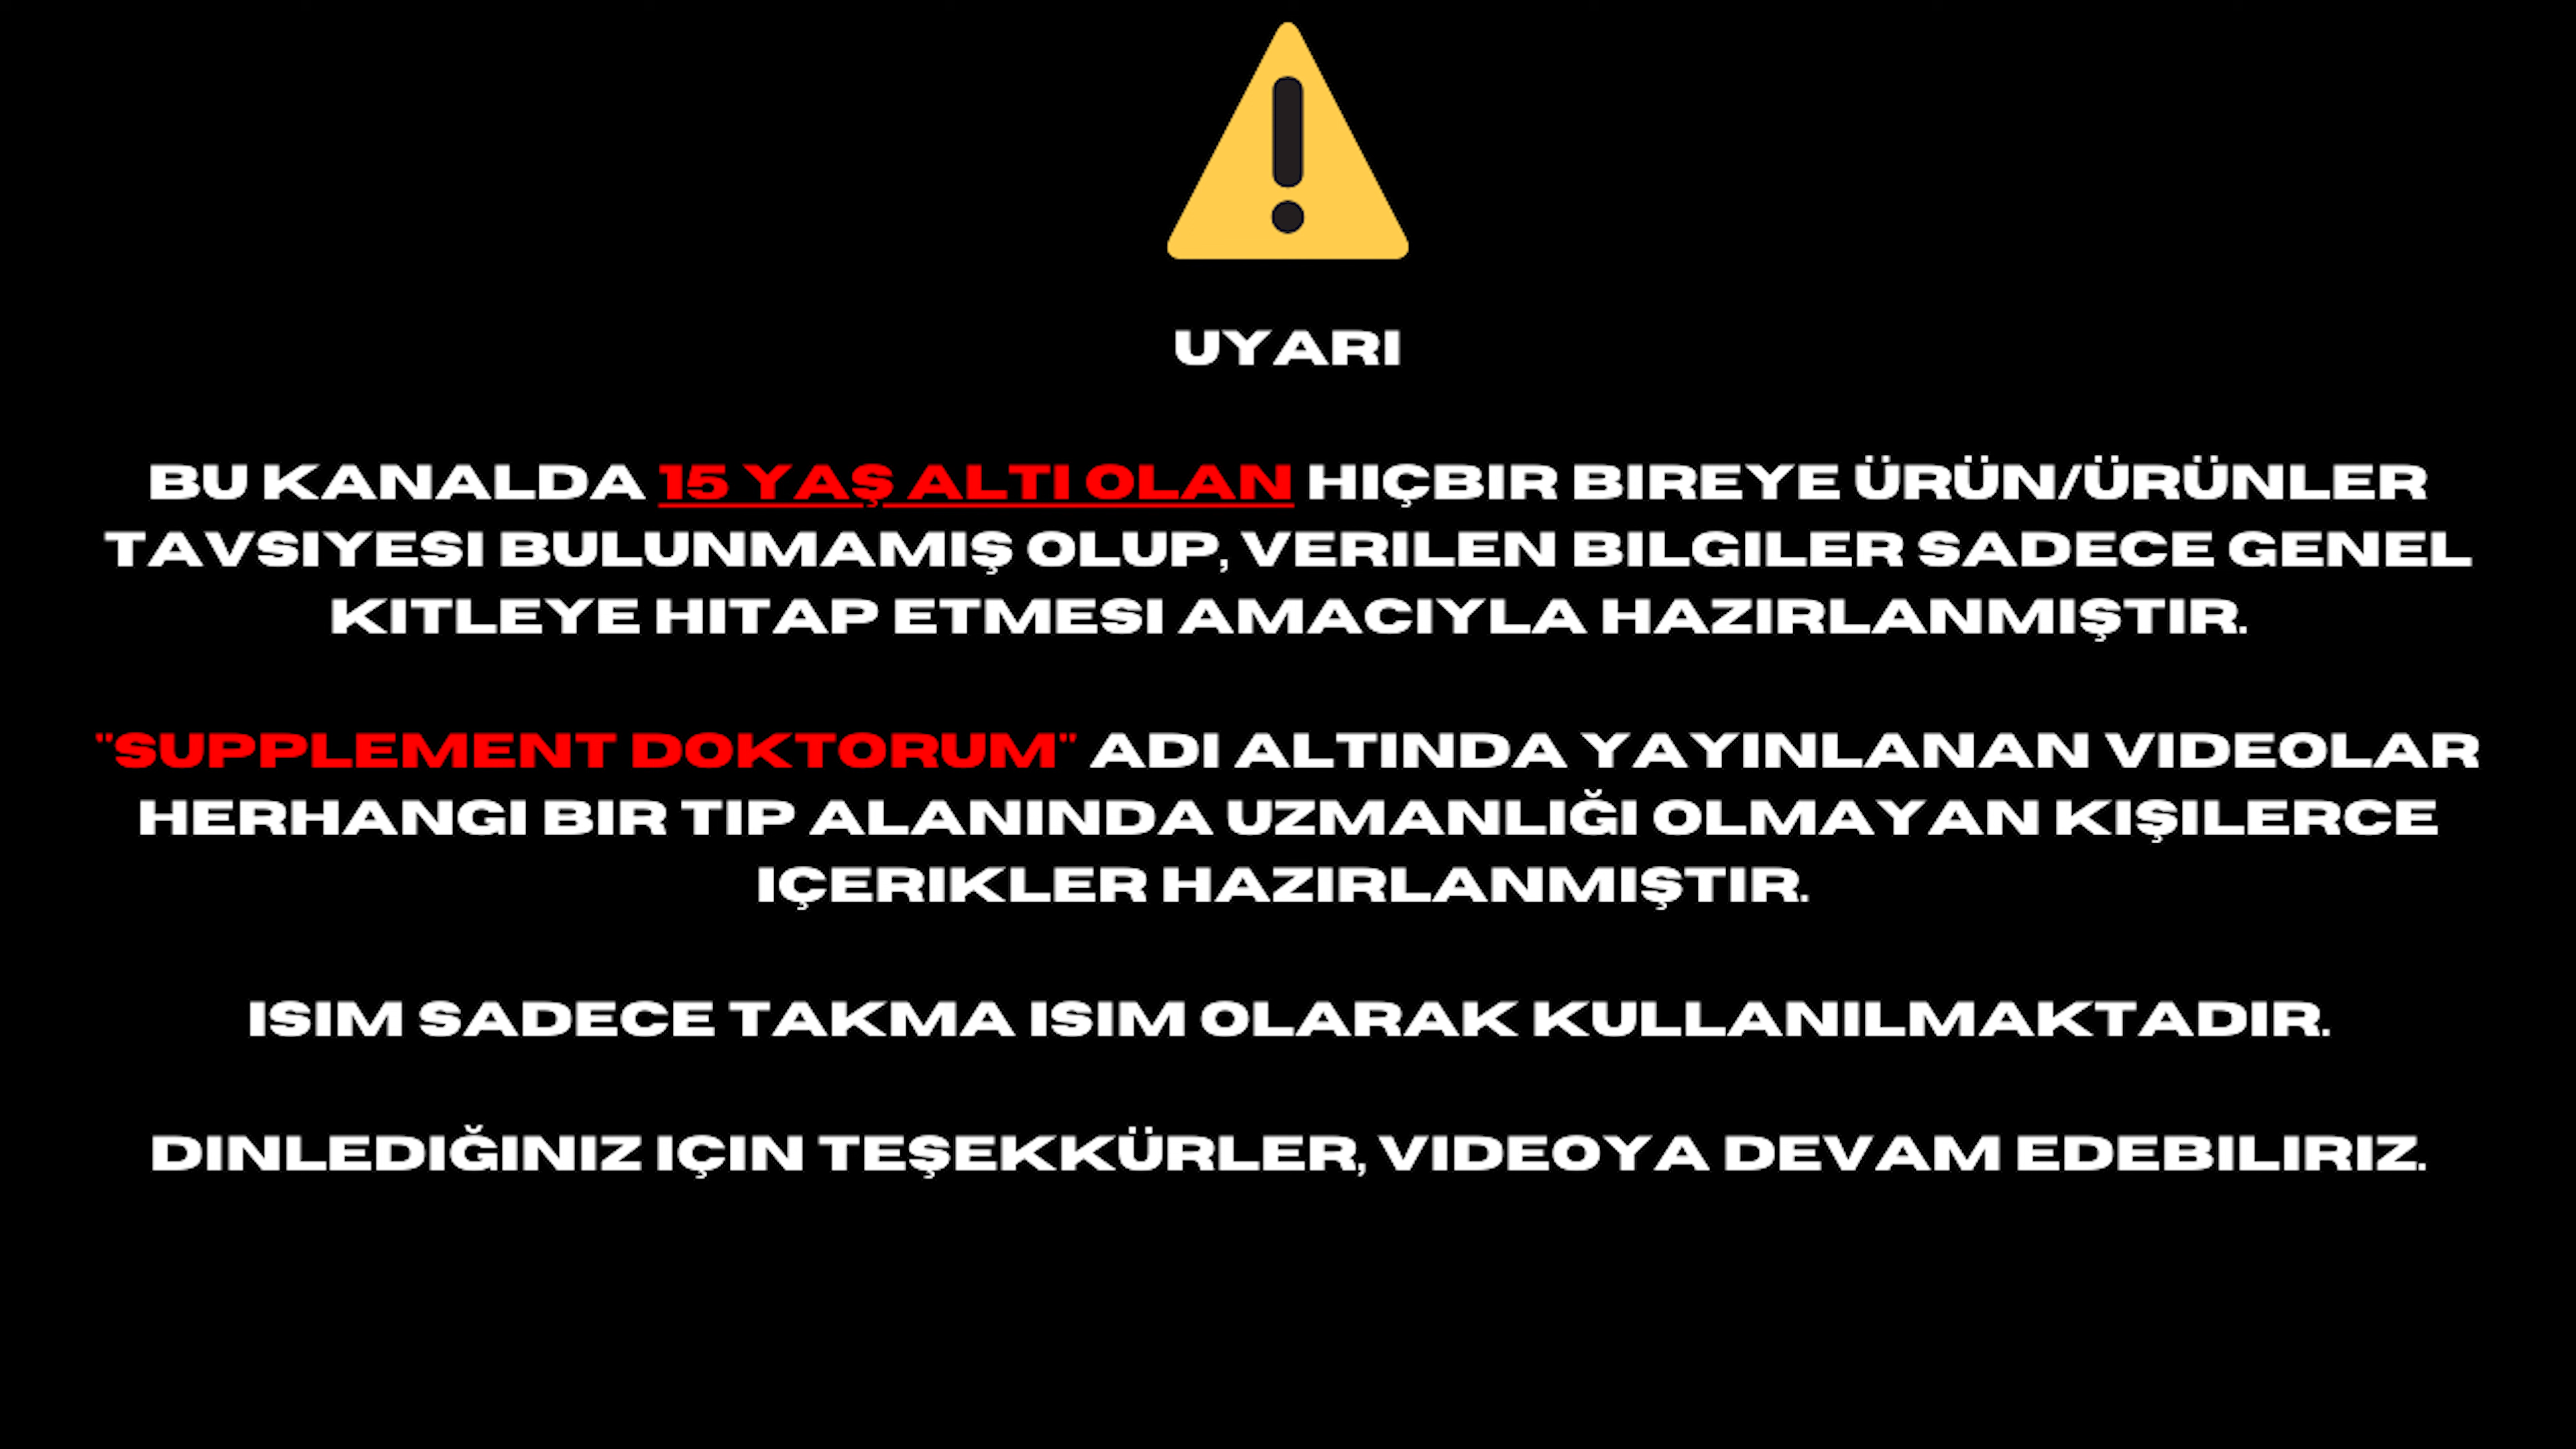 UYARI
BU KANALDA 15 YAŞ ALTI OLAN HIÇBIR BIREYE ÜRÜN/ÜRÜNLER
TAVSIYESI BULUNMAMIŞ OLUP, VERILEN BILGILER SADECE GENEL
KITLEYE HITAP ETMESI AMACIYLA HAZIRLANMIŞTIR.
"SUPPLEMENT DOKTORUM" ADI ALTINDA YAYINLANAN VIDEOLAR
HERHANGI BIR TIP ALANINDA UZMANLIĞI OLMAYAN KIŞILERCE
IÇERIKLER HAZIRLANMIŞTIR.
ISIM SADECE TAKMA ISIM OLARAK KULLANILMAKTADIR.
DINLEDIĞINIZ IÇIN TEŞEKKÜRLER, VIDEOYA DEVAM EDEBILIRIZ.